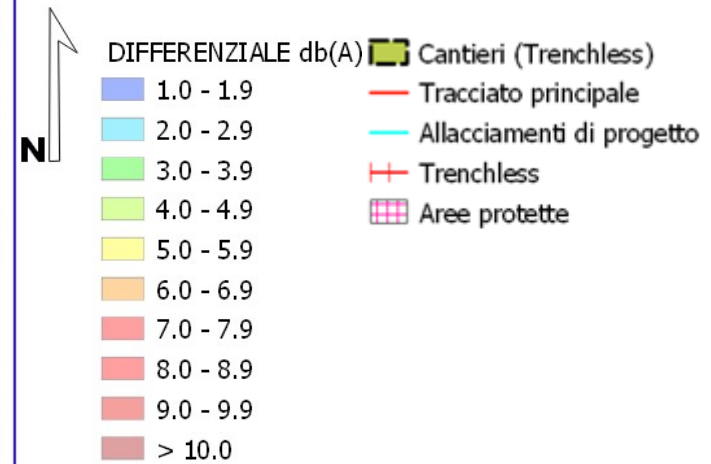 N
DIFFERENZIALE db(A)
1.0 - 1.9
2.0 - 2.9
3.0 - 3.9
4.0 - 4.9
5.0 - 5.9
6.0 - 6.9
7.0 - 7.9
8.0 - 8.9
9.0 - 9.9
> 10.0
Cantieri (Trenchless)
Tracciato principale
Allacciamenti di progetto
Trenchless
Aree protette